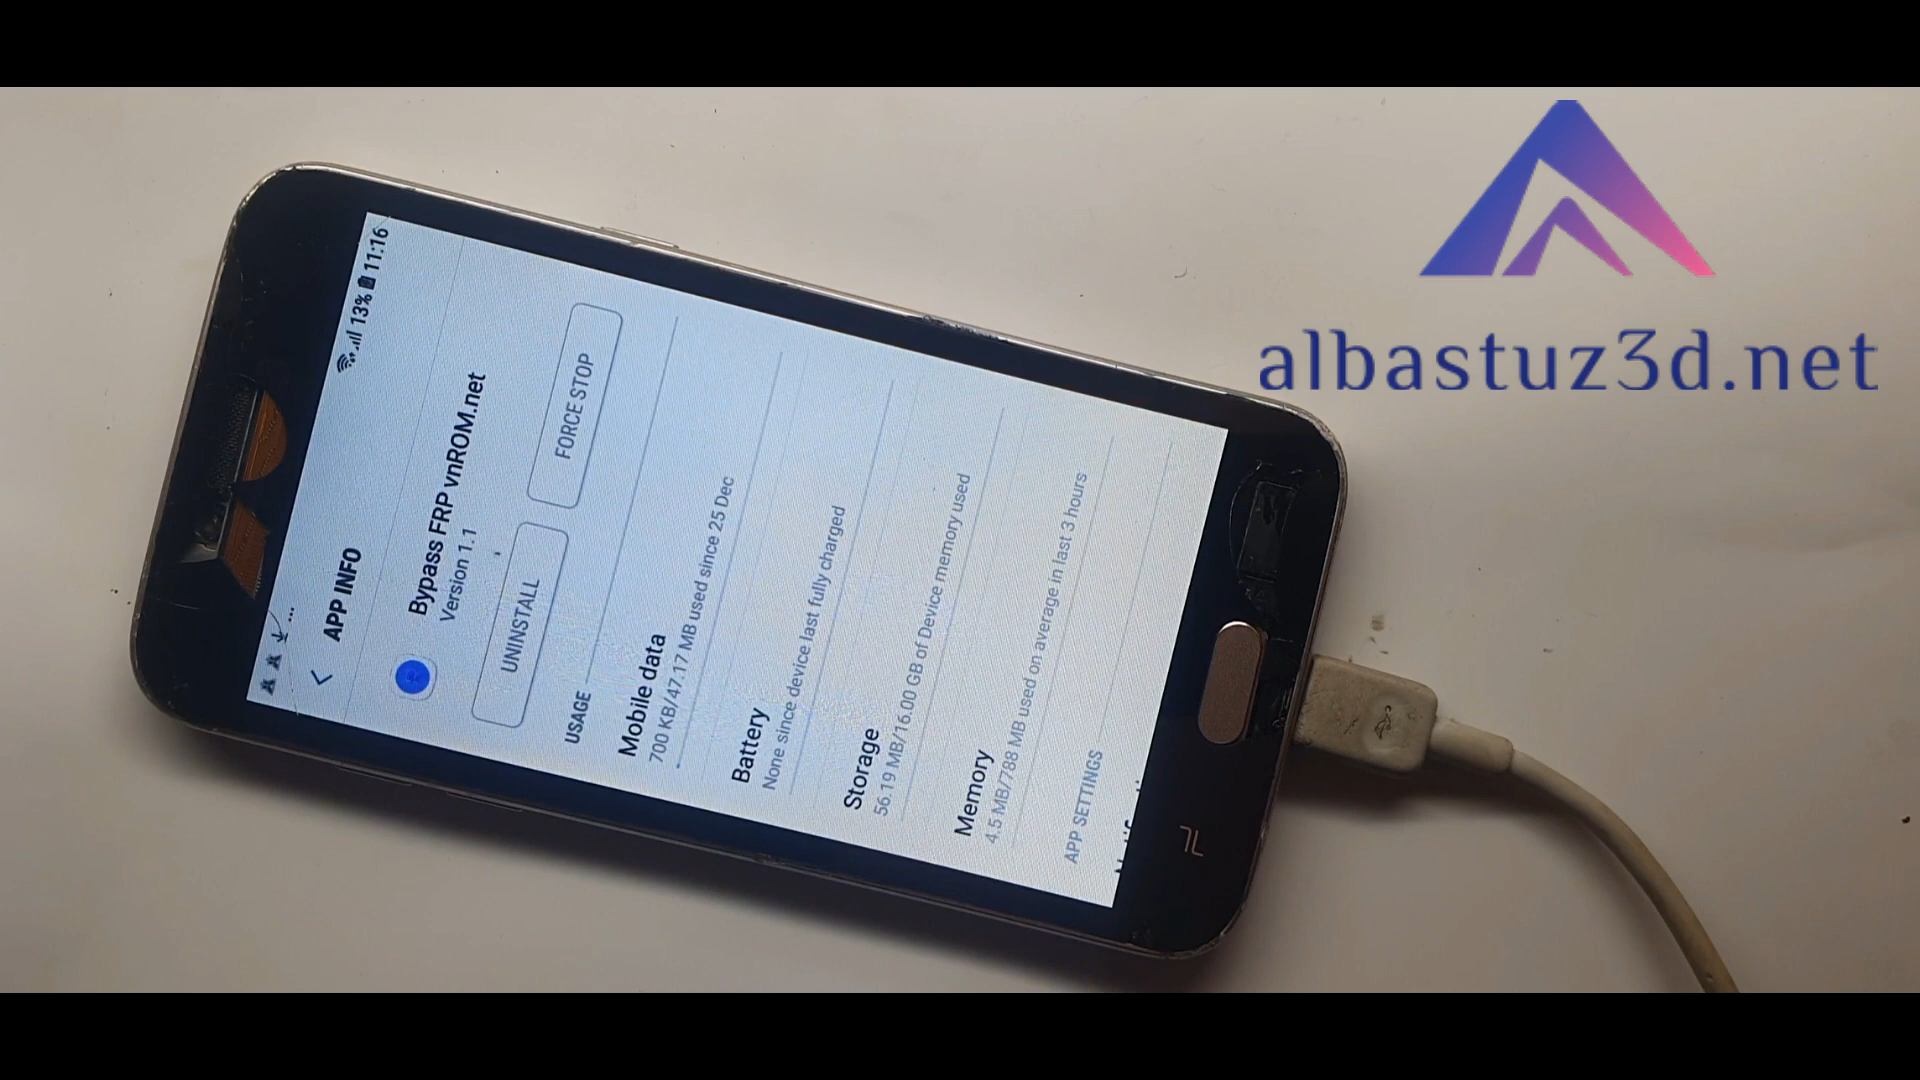 11:16
13%
APP INFO
Bypass FRP vnROM.net
Version 1.1
UNINSTALL
FORCE STOP
USAGE
Mobile data
700 KB/47.17 MB used since 25 Dec
Battery
None since device last fully charged
Storage
56.19 MB/16.00 GB of Device memory used
Memory
4.5 MB/788 MB used on average in last 3 hours
APP SETTINGS
albastuz3d.net